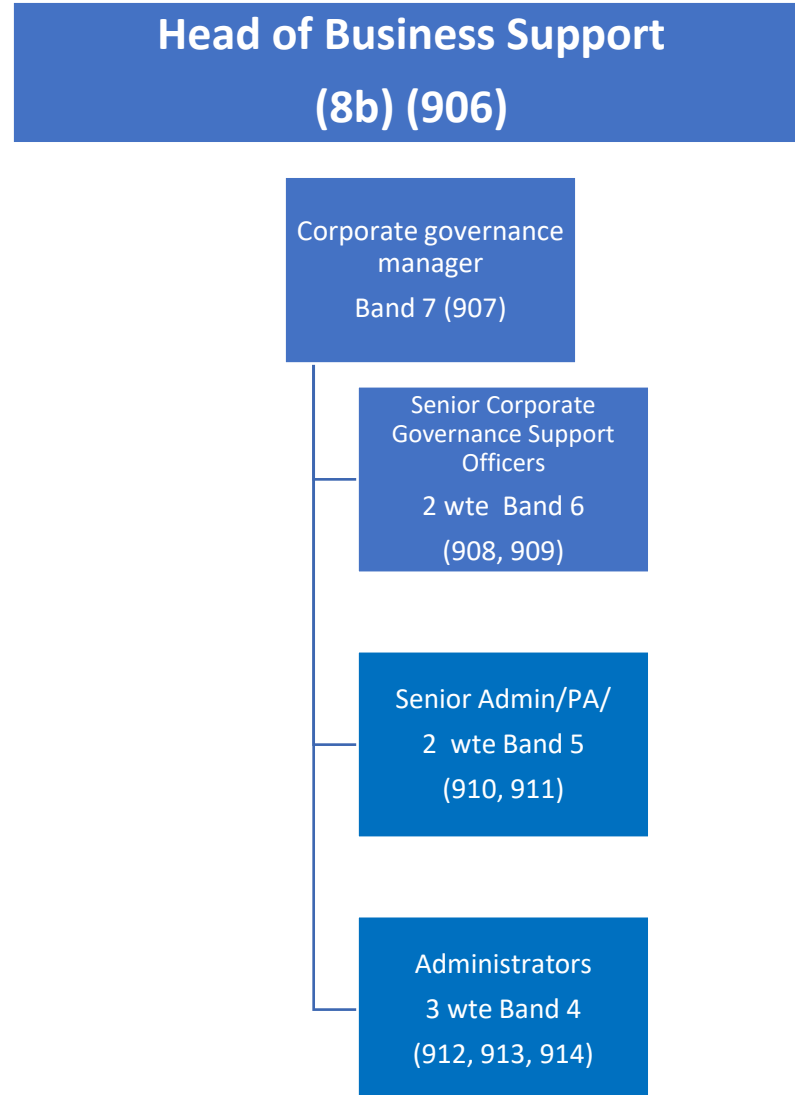 Head of Business Support
(8b) (906)
Corporate governance
manager
Band 7 (907)
Senior Corporate
Governance Support
Officers
2 wte  Band 6
(908, 909)
Senior Admin/PA/
2  wte Band 5
(910, 911)
Administrators
3 wte Band 4
(912, 913, 914)